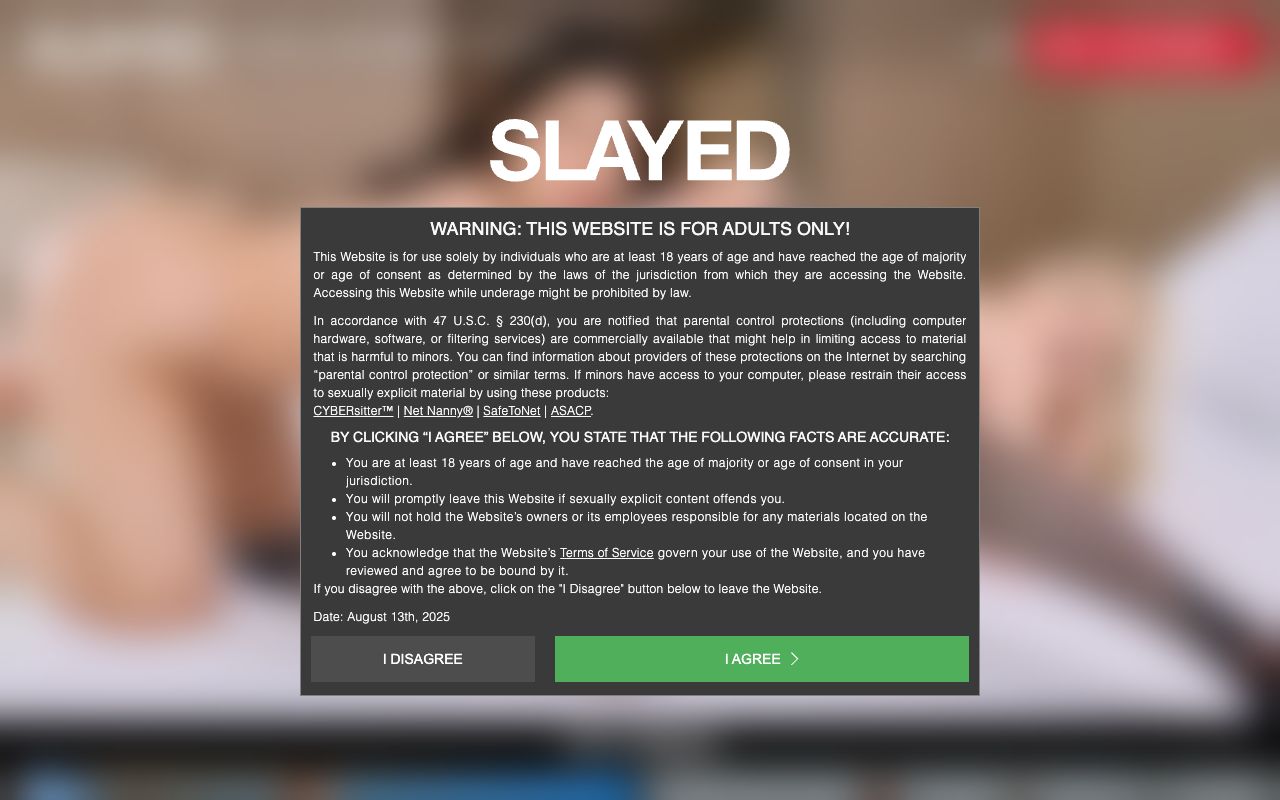 SLAYED
WARNING: THIS WEBSITE IS FOR ADULTS ONLY!
This Website is for use solely by individuals who are at least 18 years of age and have reached the age of majority
or age of consent as determined by the laws of the jurisdiction from which they are accessing the Website.
Accessing this Website while underage might be prohibited by law.
In accordance with 47 U.S.C. § 230(d), you are notified that parental control protections (including computer
hardware, software, or filtering services) are commercially available that might help in limiting access to material
that is harmful to minors. You can find information about providers of these protections on the Internet by searching
“parental control protection” or similar terms. If minors have access to your computer, please restrain their access
to sexually explicit material by using these products:
CYBERsitter™ | Net Nanny® | SafeToNet | ASACP.
BY CLICKING “I AGREE” BELOW, YOU STATE THAT THE FOLLOWING FACTS ARE ACCURATE:
• You are at least 18 years of age and have reached the age of majority or age of consent in your
jurisdiction.
• You will promptly leave this Website if sexually explicit content offends you.
• You will not hold the Website’s owners or its employees responsible for any materials located on the
Website.
• You acknowledge that the Website’s Terms of Service govern your use of the Website, and you have
reviewed and agree to be bound by it.
If you disagree with the above, click on the "I Disagree" button below to leave the Website.
Date: August 13th, 2025
I DISAGREE
I AGREE